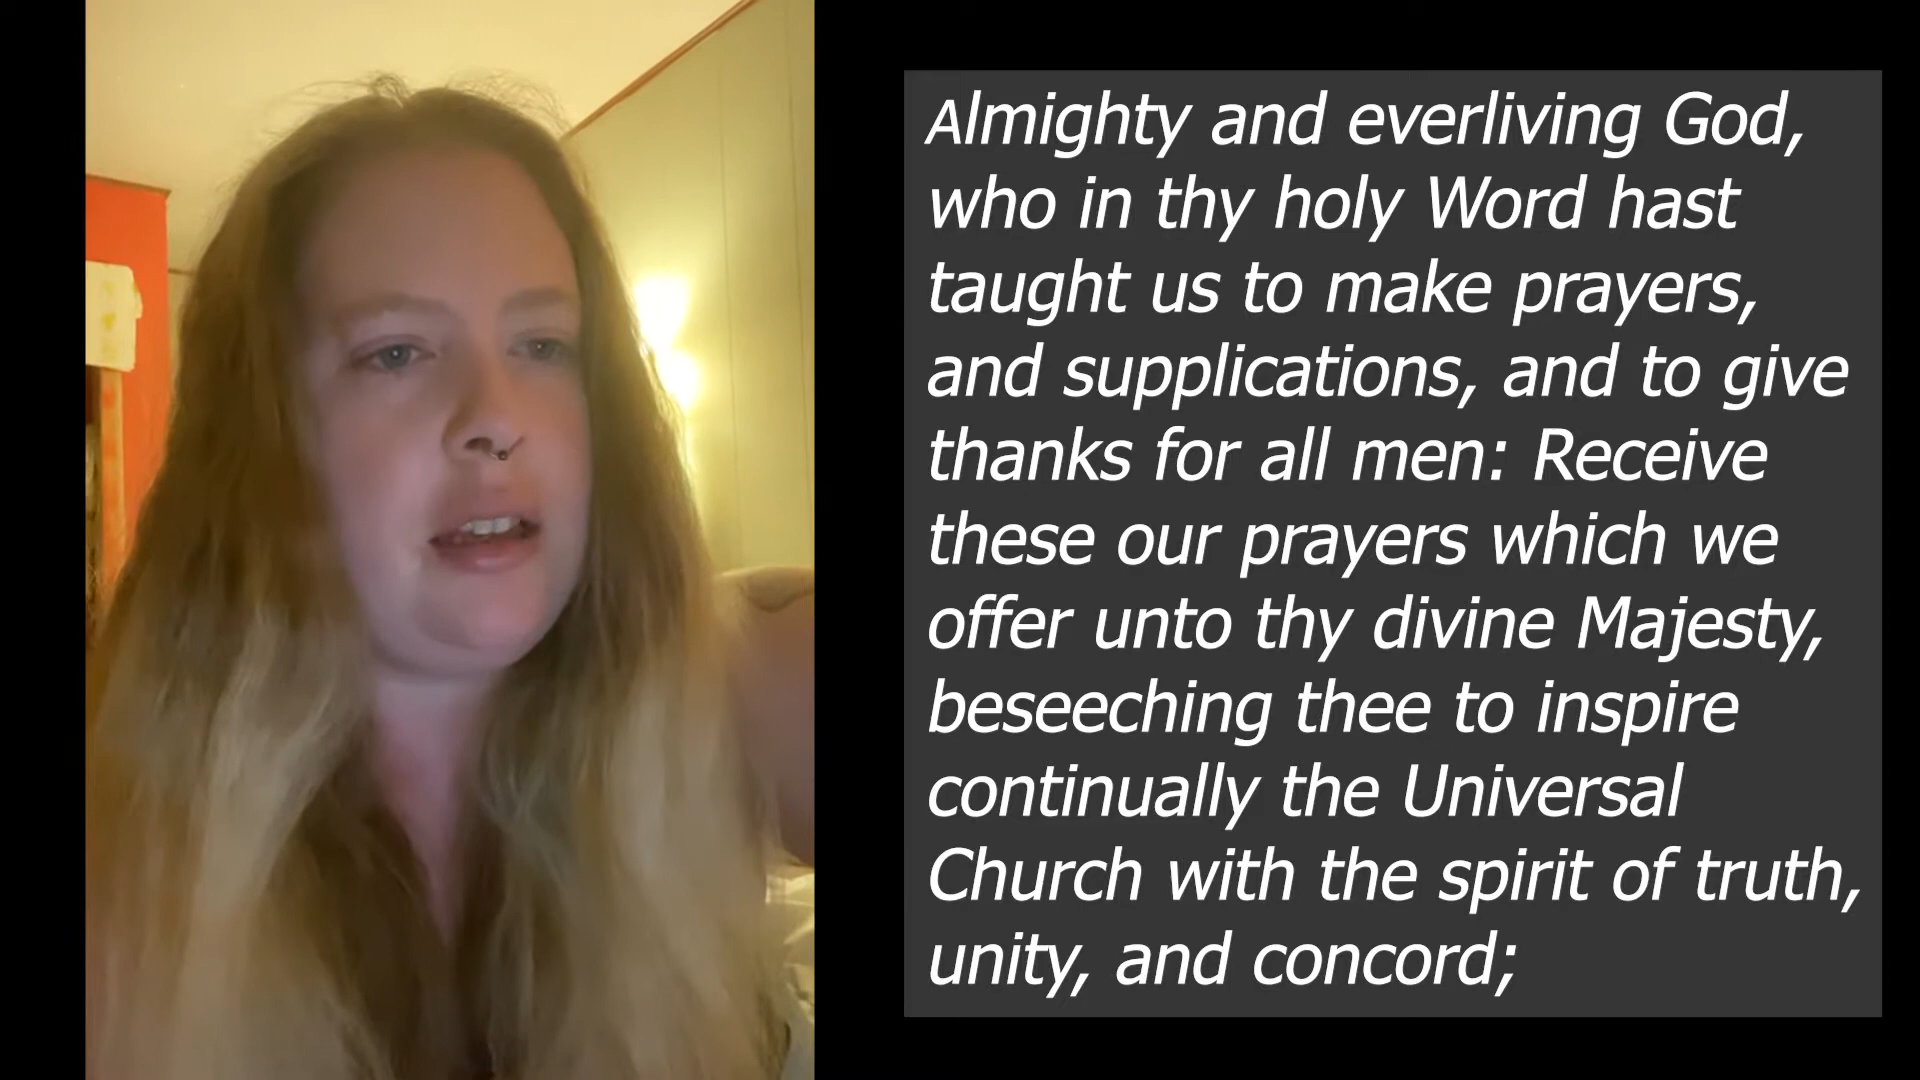 Almighty and everliving God,
who in thy holy Word hast
taught us to make prayers,
and supplications, and to give
thanks for all men: Receive
these our prayers which we
offer unto thy divine Majesty,
beseeching thee to inspire
continually the Universal
Church with the spirit of truth,
unity, and concord;